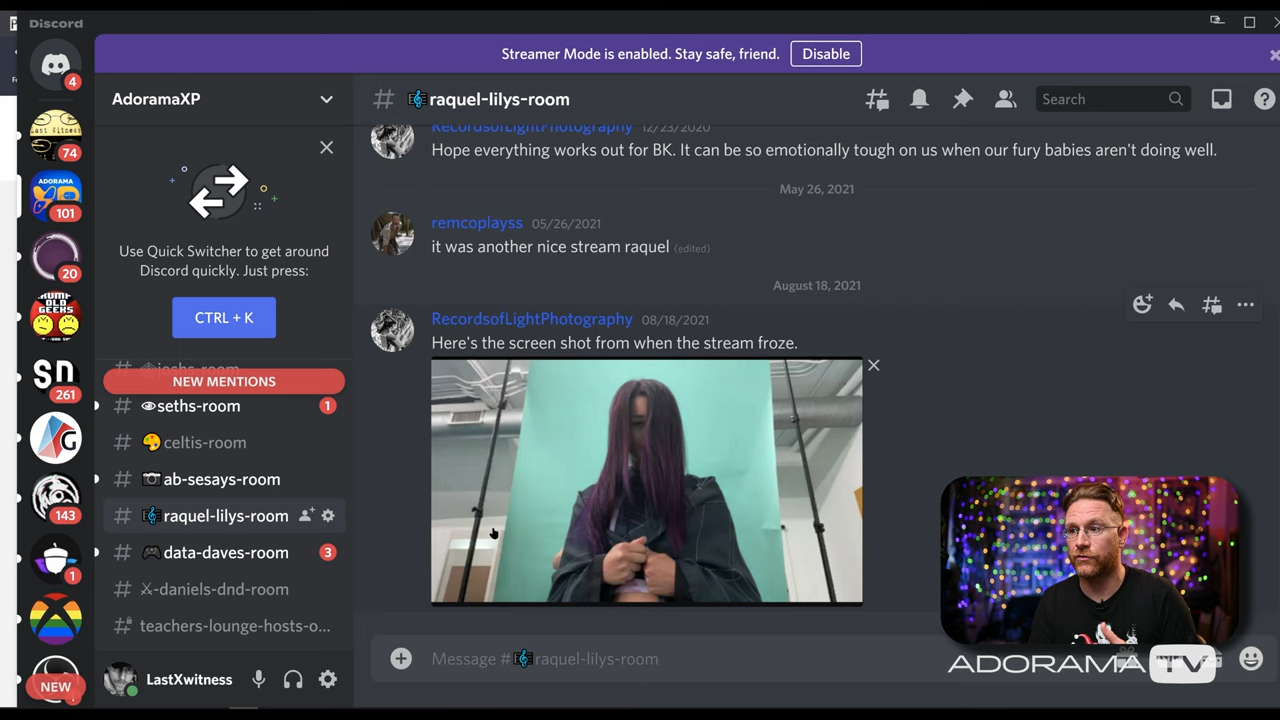 Discord
Streamer Mode is enabled. Stay safe, friend.
Disable
4
74
ADORAMA
101
20
261
143
1
NEW
AdoramaXP
Use Quick Switcher to get around
Discord quickly. Just press:
CTRL + K
NEW MENTIONS
# seths-room 1
# celtis-room
# ab-sesays-room
# raquel-lilys-room
# data-daves-room 3
# -daniels-dnd-room
# teachers-lounge-hosts-o...
LastXwitness
# raquel-lilys-room
Search
RecordsofLightPhotography 12/23/2020
Hope everything works out for BK. It can be so emotionally tough on us when our fury babies aren't doing well.
May 26, 2021
remcoplayss 05/26/2021
it was another nice stream raquel (edited)
August 18, 2021
RecordsofLightPhotography 08/18/2021
Here's the screen shot from when the stream froze.
Message # raquel-lilys-room
ADORAMA TV